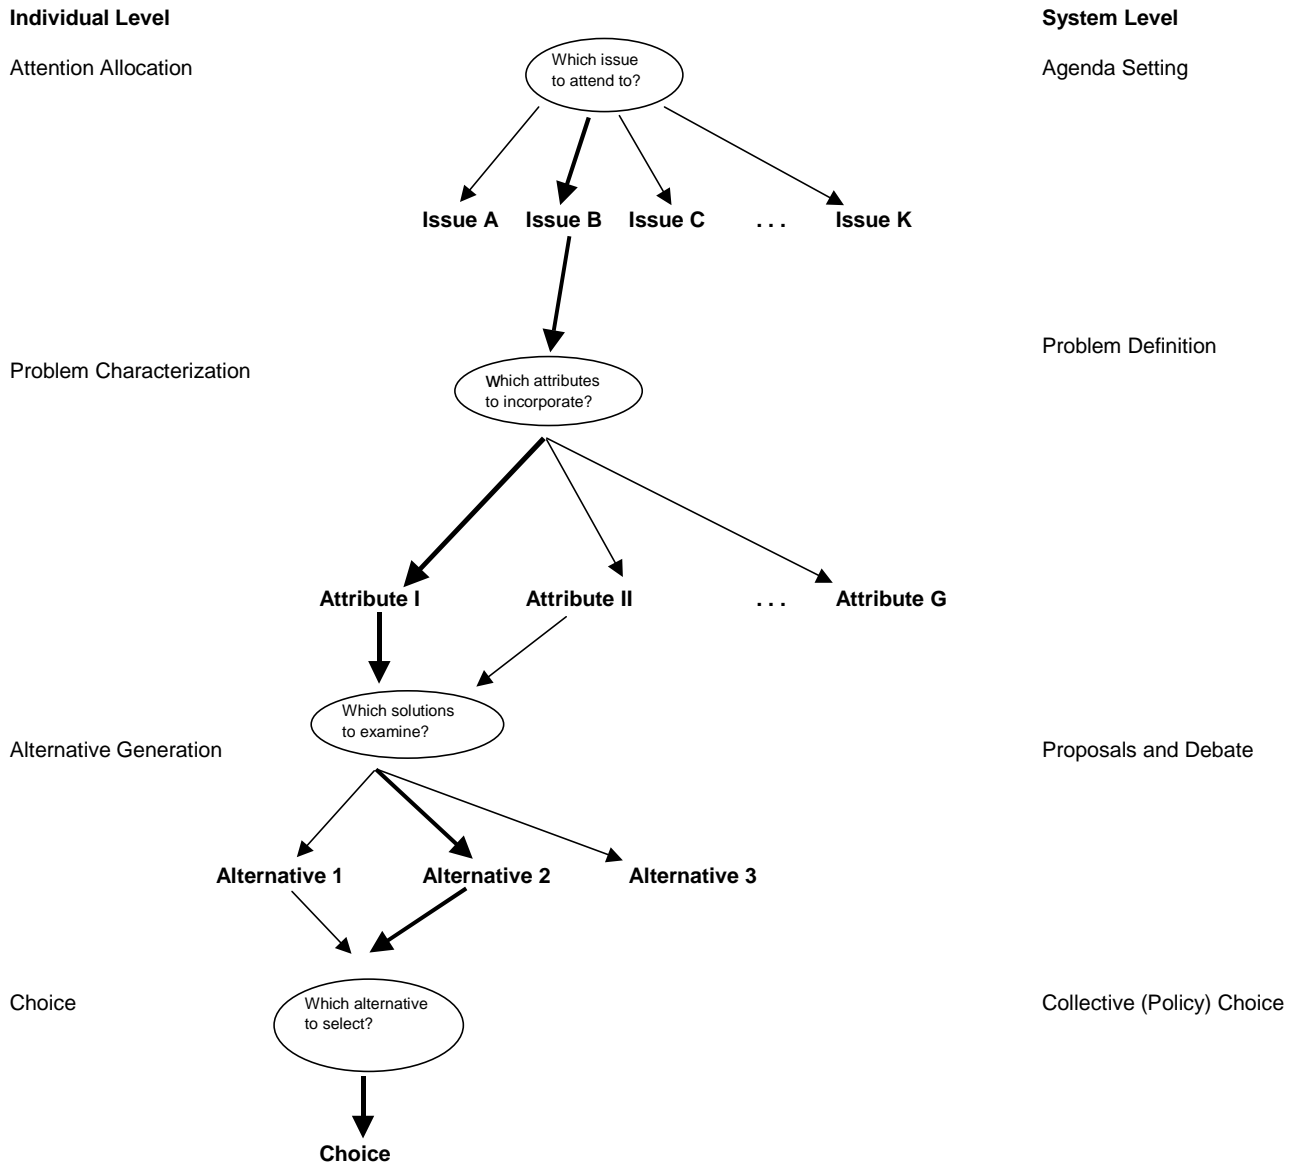 Individual Level
System Level
Attention Allocation
Which issue
to attend to?
Agenda Setting
Issue A
Issue B
Issue C
. . .
Issue K
Problem Characterization
Which attributes
to incorporate?
Problem Definition
Attribute I
Attribute II
. . .
Attribute G
Which solutions
to examine?
Alternative Generation
Proposals and Debate
Alternative 1
Alternative 2
Alternative 3
Choice
Which alternative
to select?
Collective (Policy) Choice
Choice